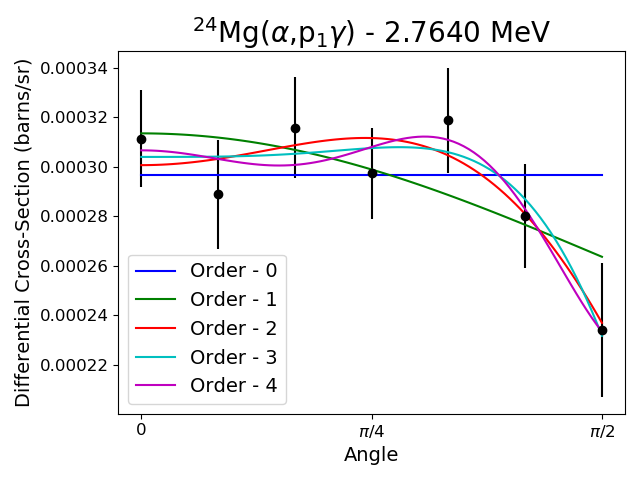 ²⁴Mg(α,p₁γ) - 2.7640 MeV
Differential Cross-Section (barns/sr)
0.00034
0.00032
0.00030
0.00028
0.00026
0.00024
0.00022
Order - 0
Order - 1
Order - 2
Order - 3
Order - 4
0
π/4
π/2
Angle